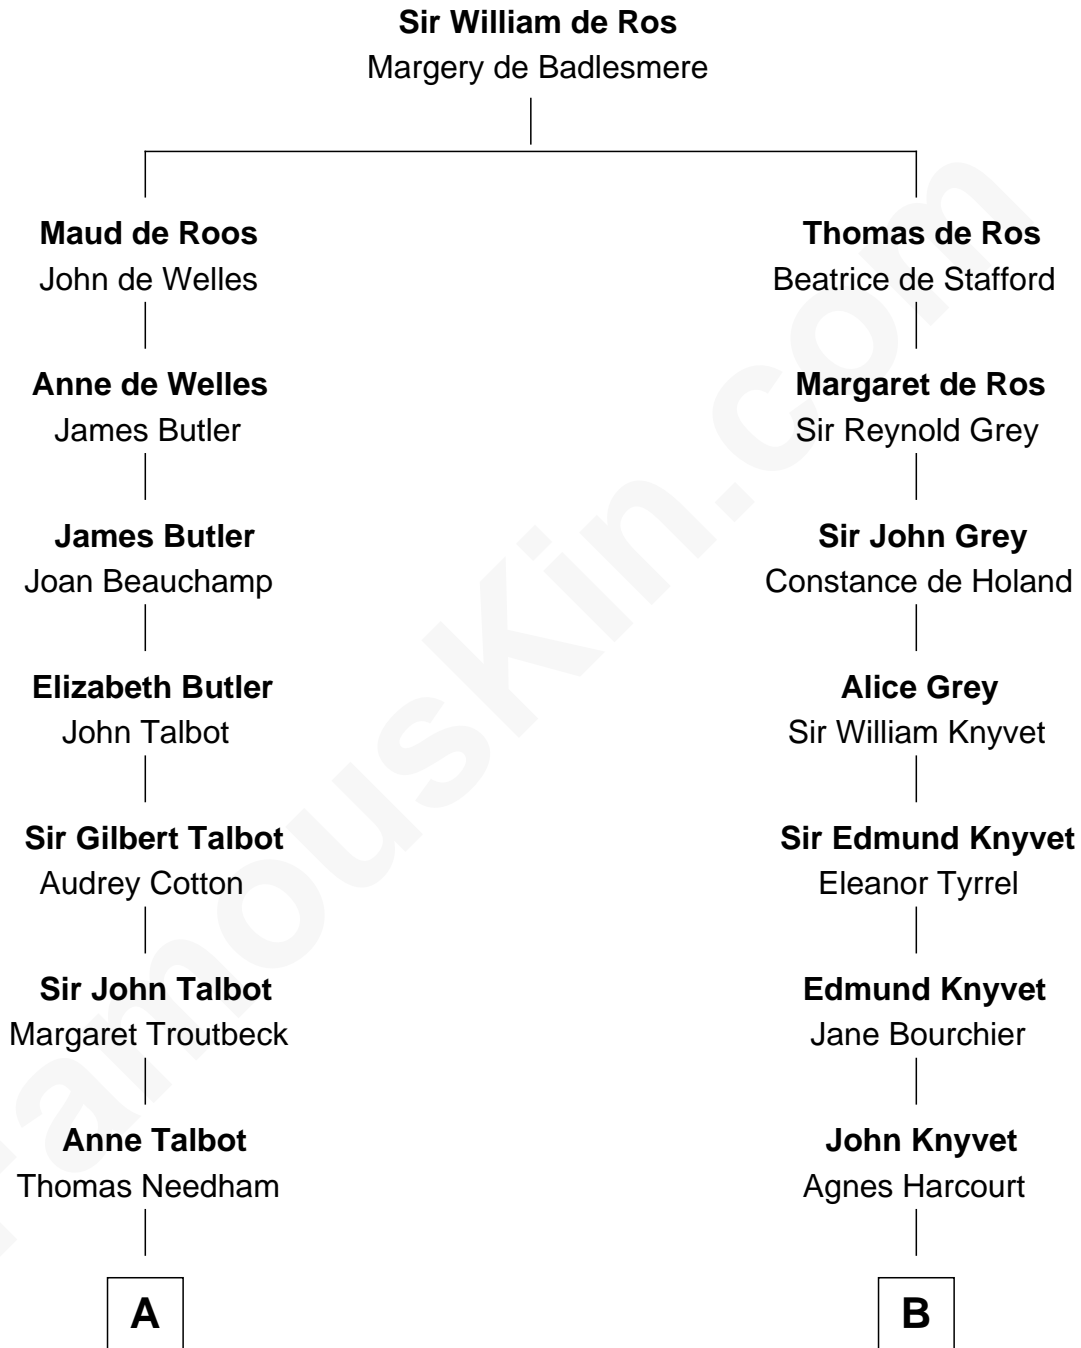 Sir William de Ros
Margery de Badlesmere
Maud de Roos
John de Welles
Thomas de Ros
Beatrice de Stafford
Anne de Welles
James Butler
Margaret de Ros
Sir Reynold Grey
James Butler
Joan Beauchamp
Sir John Grey
Constance de Holand
Elizabeth Butler
John Talbot
Alice Grey
Sir William Knyvet
Sir Gilbert Talbot
Audrey Cotton
Sir Edmund Knyvet
Eleanor Tyrrel
Sir John Talbot
Margaret Troutbeck
Edmund Knyvet
Jane Bourchier
Anne Talbot
Thomas Needham
John Knyvet
Agnes Harcourt
A
B
FamousKin.com